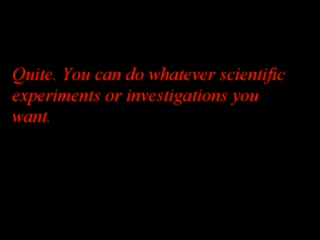 Quite. You can do whatever scientific
experiments or investigations you
want.